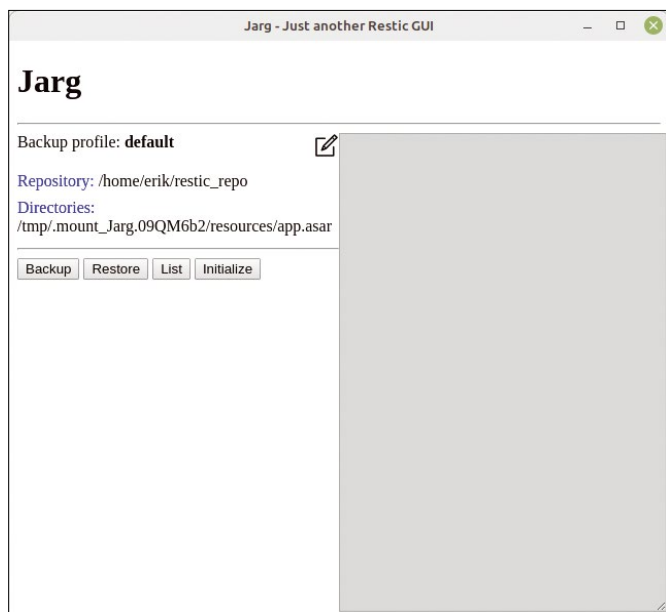 Jarg - Just another Restic GUI
Jarg
Backup profile: default
Repository: /home/erik/restic_repo
Directories:
/tmp/.mount_Jarg.09QM6b2/resources/app.asar
Backup Restore List Initialize